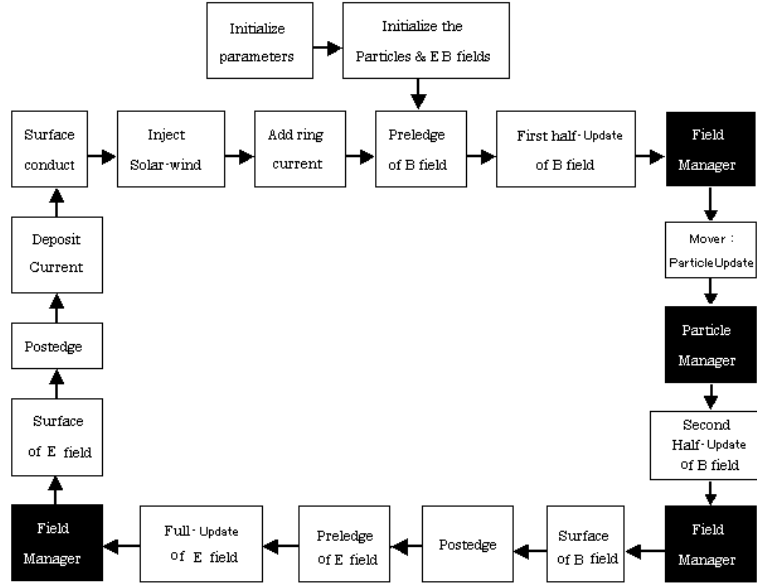 Initialize
parameters
Initialize the
Particles & EB fields
Surface
conduct
Inject
Solar-wind
Add ring
current
Preledge
of B field
First half-Update
of B field
Field
Manager
Mover :
ParticleUpdate
Particle
Manager
Second
Half-Update
of B field
Field
Manager
Surface
of B field
Postedge
Preledge
of E field
Full-Update
of E field
Field
Manager
Surface
of E field
Postedge
Deposit
Current